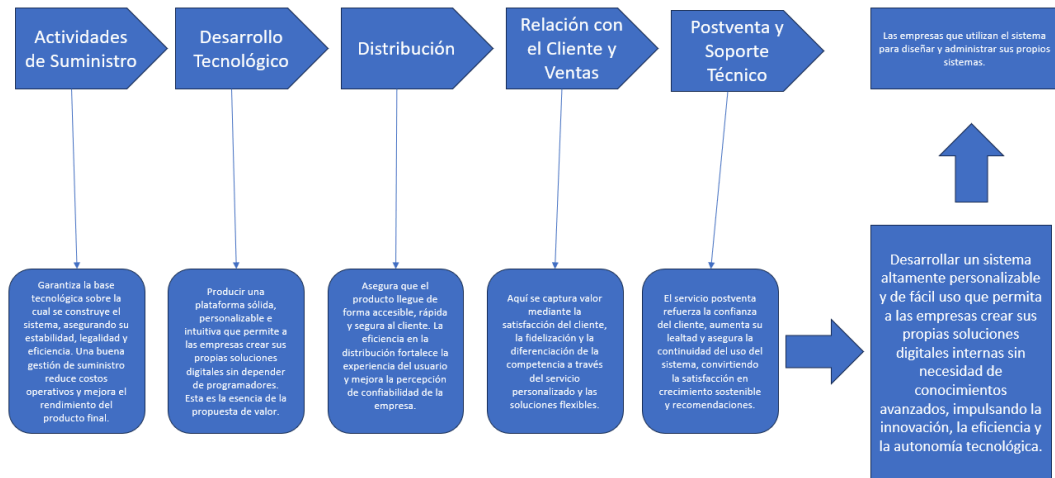 Actividades
de Suministro
Desarrollo
Tecnológico
Distribución
Relación con
el Cliente y
Ventas
Postventa y
Soporte
Técnico
Las empresas que utilizan el sistema
para diseñar y administrar sus propios
sistemas.
Garantiza la base
tecnológica sobre la
cual se construye el
sistema, asegurando su
estabilidad, legalidad y
eficiencia. Una buena
gestión de suministro
reduce costos
operativos y mejora el
rendimiento del
producto final.
Producir una
plataforma sólida,
personalizable e
intuitiva que permite a
las empresas crear sus
propias soluciones
digitales sin depender
de programadores.
Esta es la esencia de la
propuesta de valor.
Asegura que el
producto llegue de
forma accesible, rápida
y segura al cliente. La
eficiencia en la
distribución fortalece la
experiencia del usuario
y mejora la percepción
de confiabilidad de la
empresa.
Aquí se captura valor
mediante la
satisfacción del cliente,
la fidelización y la
diferenciación de la
competencia a través
del servicio
personalizado y las
soluciones flexibles.
El servicio postventa
refuerza la confianza
del cliente, aumenta su
lealtad y asegura la
continuidad del uso del
sistema, convirtiendo
la satisfacción en
crecimiento sostenible
y recomendaciones.
Desarrollar un sistema
altamente personalizable
y de fácil uso que permita
a las empresas crear sus
propias soluciones
digitales internas sin
necesidad de
conocimientos
avanzados, impulsando la
innovación, la eficiencia y
la autonomía tecnológica.